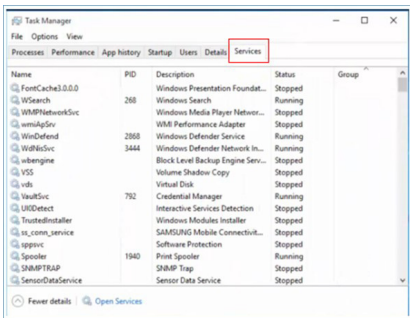 Task Manager
File Options View
Processes Performance App history Startup Users Details Services
Name PID Description Status Group
FontCache3.0.0.0 Windows Presentation Foundat... Stopped
WSearch 268 Windows Search Running
WMPNetworkSvc Windows Media Player Networ... Stopped
wmiApSrv WMI Performance Adapter Stopped
WinDefend 2868 Windows Defender Service Running
WdNisSvc 3444 Windows Defender Network In... Running
wbengine Block Level Backup Engine Serv... Stopped
VSS Volume Shadow Copy Stopped
vds Virtual Disk Stopped
VaultSvc 792 Credential Manager Running
UI0Detect Interactive Services Detection Stopped
TrustedInstaller Windows Modules Installer Stopped
ss_conn_service SAMSUNG Mobile Connectivit... Stopped
sppsvc Software Protection Stopped
Spooler 1940 Print Spooler Running
SNMPTRAP SNMP Trap Stopped
SensorDataService Sensor Data Service Stopped
Fewer details Open Services